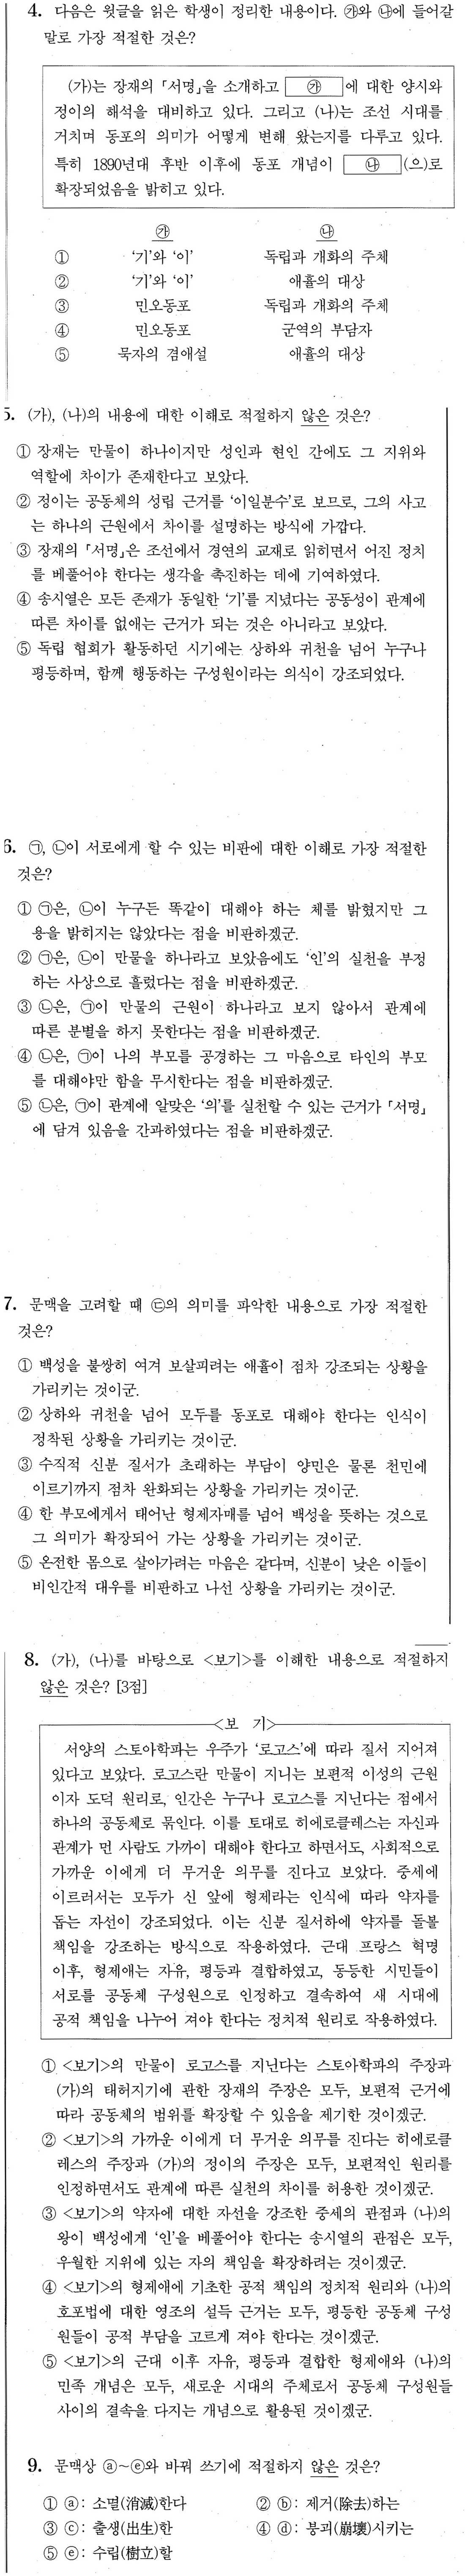 4. 다음은 윗글을 읽은 학생이 정리한 내용이다. ㉮와 ㉯에 들어갈
말로 가장 적절한 것은?
(가)는 장재의 「서명」을 소개하고 ㉮에 대한 양시와
정이의 해석을 대비하고 있다. 그리고 (나)는 조선 시대를
거치며 동포의 의미가 어떻게 변해 왔는지를 다루고 있다.
특히 1890년대 후반 이후에 동포 개념이 ㉯(으)로
확장되었음을 밝히고 있다.
㉮ ㉯
① '기'와 '이' 독립과 개화의 주체
② '기'와 '이' 애휼의 대상
③ 민오동포 독립과 개화의 주체
④ 민오동포 군역의 부담자
⑤ 묵자의 겸애설 애휼의 대상
5. (가), (나)의 내용에 대한 이해로 적절하지 않은 것은?
① 장재는 만물이 하나이지만 성인과 현인 간에도 그 지위와
역할에 차이가 존재한다고 보았다.
② 정이는 공동체의 성립 근거를 '이일분수'로 보므로, 그의 사고
는 하나의 근원에서 차이를 설명하는 방식에 가깝다.
③ 장재의 「서명」은 조선에서 경연의 교재로 읽히면서 어진 정치
를 베풀어야 한다는 생각을 촉진하는 데에 기여하였다.
④ 송시열은 모든 존재가 동일한 '기'를 지녔다는 공동성이 관계에
따른 차이를 없애는 근거가 되는 것은 아니라고 보았다.
⑤ 독립 협회가 활동하던 시기에는 상하와 귀천을 넘어 누구나
평등하며, 함께 행동하는 구성원이라는 의식이 강조되었다.
6. ㉠, ㉡이 서로에게 할 수 있는 비판에 대한 이해로 가장 적절한
것은?
① ㉠은, ㉡이 누구든 똑같이 대해야 하는 체를 밝혔지만 그
용을 밝히지는 않았다는 점을 비판하겠군.
② ㉠은, ㉡이 만물을 하나라고 보았음에도 '인'의 실천을 부정
하는 사상으로 흘렀다는 점을 비판하겠군.
③ ㉡은, ㉠이 만물의 근원이 하나라고 보지 않아서 관계에
따른 분별을 하지 못한다는 점을 비판하겠군.
④ ㉡은, ㉠이 나의 부모를 공경하는 그 마음으로 타인의 부모
를 대해야만 함을 무시한다는 점을 비판하겠군.
⑤ ㉡은, ㉠이 관계에 알맞은 '의'를 실천할 수 있는 근거가 「서명」
에 담겨 있음을 간과하였다는 점을 비판하겠군.
7. 문맥을 고려할 때 ㉢의 의미를 파악한 내용으로 가장 적절한
것은?
① 백성을 불쌍히 여겨 보살피려는 애휼이 점차 강조되는 상황을
가리키는 것이군.
② 상하와 귀천을 넘어 모두를 동포로 대해야 한다는 인식이
정착된 상황을 가리키는 것이군.
③ 수직적 신분 질서가 초래하는 부담이 양민은 물론 천민에
이르기까지 점차 완화되는 상황을 가리키는 것이군.
④ 한 부모에게서 태어난 형제자매를 넘어 백성을 뜻하는 것으로
그 의미가 확장되어 가는 상황을 가리키는 것이군.
⑤ 온전한 몸으로 살아가려는 마음은 같다며, 신분이 낮은 이들이
비인간적 대우를 비판하고 나선 상황을 가리키는 것이군.
8. (가), (나)를 바탕으로 <보기>를 이해한 내용으로 적절하지
않은 것은? [3점]
<보 기>
서양의 스토아학파는 우주가 '로고스'에 따라 질서 지어져
있다고 보았다. 로고스란 만물이 지니는 보편적 이성의 근원
이자 도덕 원리로, 인간은 누구나 로고스를 지닌다는 점에서
하나의 공동체로 묶인다. 이를 토대로 히에로클레스는 자신과
관계가 먼 사람도 가까이 대해야 한다고 하면서도, 사회적으로
가까운 이에게 더 무거운 의무를 진다고 보았다. 중세에
이르러서는 모두가 신 앞에 형제라는 인식에 따라 약자를
돕는 자선이 강조되었다. 이는 신분 질서하에 약자를 돌볼
책임을 강조하는 방식으로 작용하였다. 근대 프랑스 혁명
이후, 형제애는 자유, 평등과 결합하였고, 동등한 시민들이
서로를 공동체 구성원으로 인정하고 결속하여 새 시대에
공적 책임을 나누어 져야 한다는 정치적 원리로 작용하였다.
① <보기>의 만물이 로고스를 지닌다는 스토아학파의 주장과
(가)의 태허지기에 관한 장재의 주장은 모두, 보편적 근거에
따라 공동체의 범위를 확장할 수 있음을 제기한 것이겠군.
② <보기>의 가까운 이에게 더 무거운 의무를 진다는 히에로클
레스의 주장과 (가)의 정이의 주장은 모두, 보편적인 원리를
인정하면서도 관계에 따른 실천의 차이를 허용한 것이겠군.
③ <보기>의 약자에 대한 자선을 강조한 중세의 관점과 (나)의
왕이 백성에게 '인'을 베풀어야 한다는 송시열의 관점은 모두,
우월한 지위에 있는 자의 책임을 확장하려는 것이겠군.
④ <보기>의 형제애에 기초한 공적 책임의 정치적 원리와 (나)의
호포법에 대한 영조의 설득 근거는 모두, 평등한 공동체 구성
원들이 공적 부담을 고르게 져야 한다는 것이겠군.
⑤ <보기>의 근대 이후 자유, 평등과 결합한 형제애와 (나)의
민족 개념은 모두, 새로운 시대의 주체로서 공동체 구성원들
사이의 결속을 다지는 개념으로 활용된 것이겠군.
9. 문맥상 ⓐ~ⓔ와 바꿔 쓰기에 적절하지 않은 것은?
① ⓐ: 소멸(消滅)한다 ② ⓑ: 제거(除去)하는
③ ⓒ: 출생(出生)한 ④ ⓓ: 붕괴(崩壞)시키는
⑤ ⓔ: 수립(樹立)할